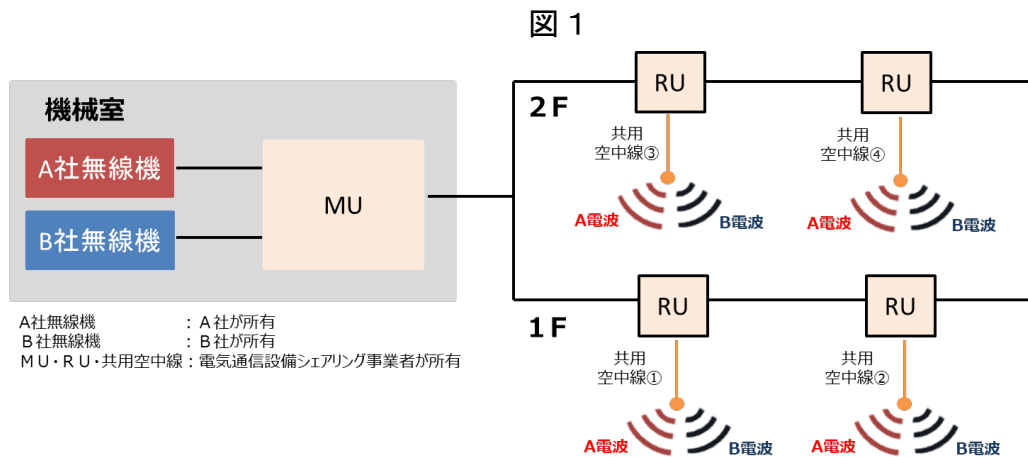 図１
機械室
A社無線機
B社無線機
MU
A社無線機　　　　　：A社が所有
B社無線機　　　　　：B社が所有
MU・RU・共用空中線：電気通信設備シェアリング事業者が所有
2F
RU
RU
共用
空中線③
共用
空中線④
A電波
B電波
A電波
B電波
1F
RU
RU
共用
空中線①
共用
空中線②
A電波
B電波
A電波
B電波